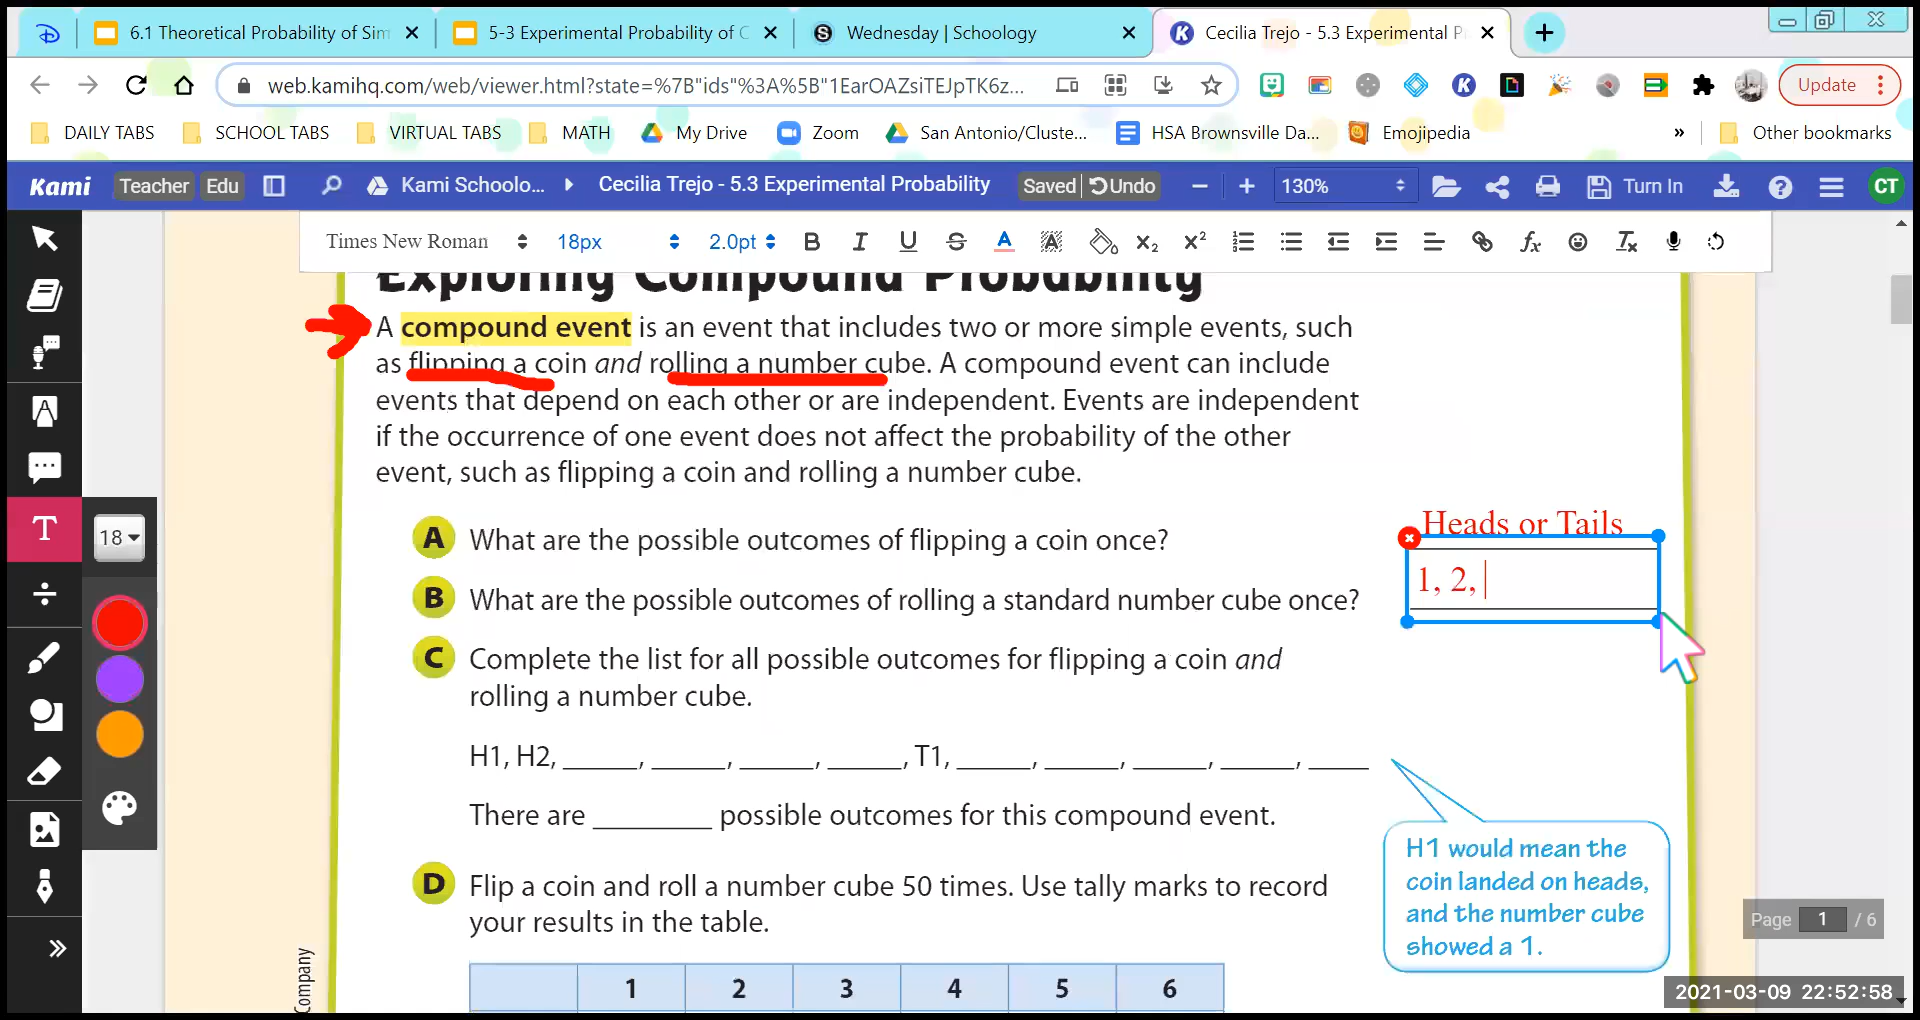 6.1 Theoretical Probability of Sim
5-3 Experimental Probability of C
Wednesday | Schoology
Cecilia Trejo - 5.3 Experimental P
web.kamihq.com/web/viewer.html?state=%7B"ids"%3A%5B"1EarOAZsiTEJpTK6z...
Update
DAILY TABS
SCHOOL TABS
VIRTUAL TABS
MATH
My Drive
Zoom
San Antonio/Cluste...
HSA Brownsville Da...
Emojipedia
»
Other bookmarks
Kami
Teacher
Edu
Kami Schoolo...
Cecilia Trejo - 5.3 Experimental Probability
Saved
Undo
130%
Turn In
CT
Times New Roman
18px
2.0pt
Exploring Compound Probability
A compound event is an event that includes two or more simple events, such
as flipping a coin and rolling a number cube. A compound event can include
events that depend on each other or are independent. Events are independent
if the occurrence of one event does not affect the probability of the other
event, such as flipping a coin and rolling a number cube.
Heads or Tails
A What are the possible outcomes of flipping a coin once?
1, 2,
B What are the possible outcomes of rolling a standard number cube once?
C Complete the list for all possible outcomes for flipping a coin and
rolling a number cube.
H1, H2, _____, _____, _____, _____, T1, _____, _____, _____, _____, ____
There are ________ possible outcomes for this compound event.
H1 would mean the
coin landed on heads,
and the number cube
showed a 1.
D Flip a coin and roll a number cube 50 times. Use tally marks to record
your results in the table.
1 2 3 4 5 6
18
Company
Page 1 / 6
2021-03-09 22:52:58